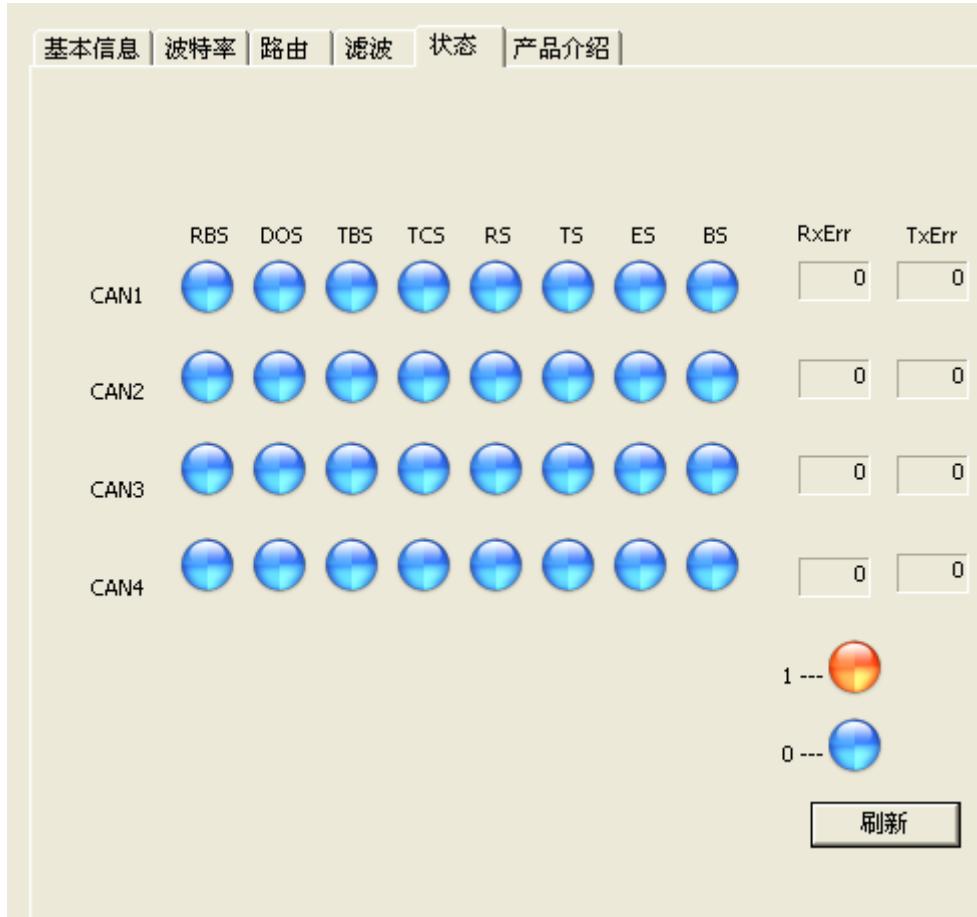 基本信息 波特率 路由 滤波 状态 产品介绍
RBS DOS TBS TCS RS TS ES BS RxErr TxErr
CAN1 0 0
CAN2 0 0
CAN3 0 0
CAN4 0 0
1 ---
0 ---
刷新